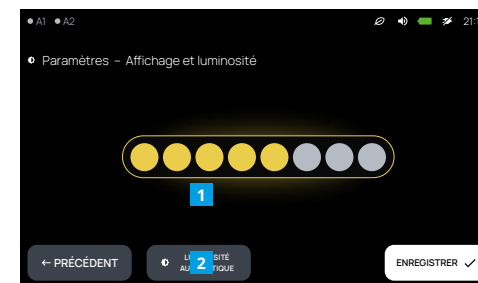 A1 A2 21:1
Paramètres – Affichage et luminosité
1
← PRÉCÉDENT
2
ENREGISTRER